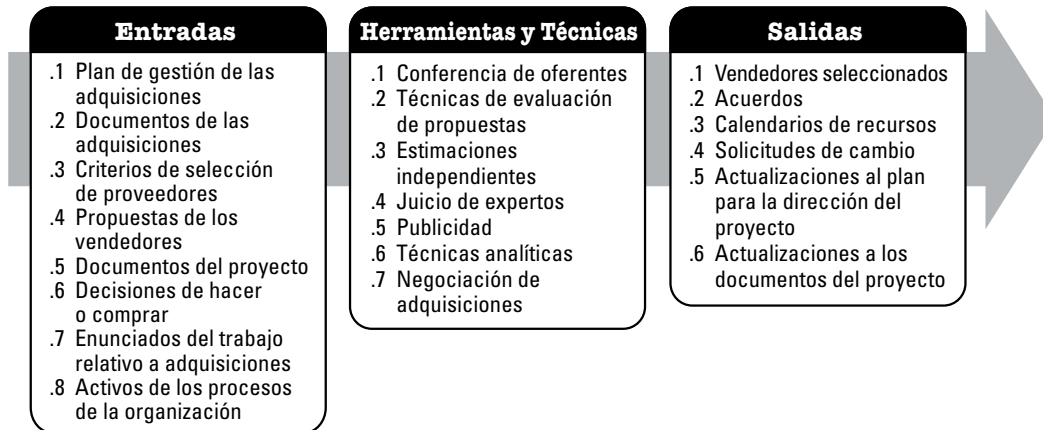 Entradas
.1 Plan de gestión de las
adquisiciones
.2 Documentos de las
adquisiciones
.3 Criterios de selección
de proveedores
.4 Propuestas de los
vendedores
.5 Documentos del proyecto
.6 Decisiones de hacer
o comprar
.7 Enunciados del trabajo
relativo a adquisiciones
.8 Activos de los procesos
de la organización
Herramientas y Técnicas
.1 Conferencia de oferentes
.2 Técnicas de evaluación
de propuestas
.3 Estimaciones
independientes
.4 Juicio de expertos
.5 Publicidad
.6 Técnicas analíticas
.7 Negociación de
adquisiciones
Salidas
.1 Vendedores seleccionados
.2 Acuerdos
.3 Calendarios de recursos
.4 Solicitudes de cambio
.5 Actualizaciones al plan
para la dirección del
proyecto
.6 Actualizaciones a los
documentos del proyecto